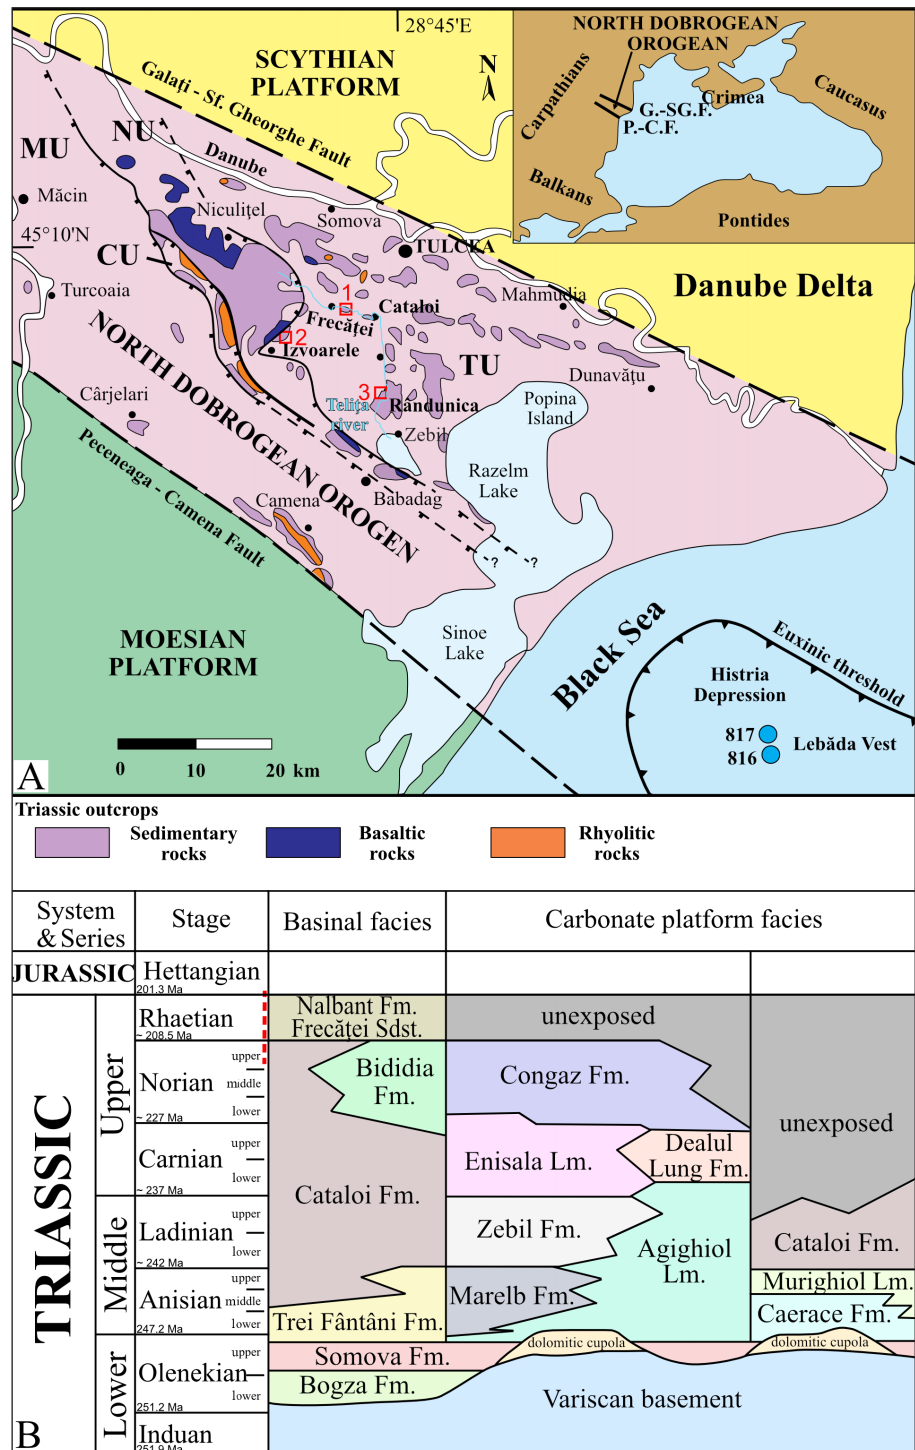 28°45'E
SCYTHIAN
PLATFORM
N
Galați - Sf. Gheorghe Fault
NORTH DOBROGEAN
OROGEAN
Carpathians
Crimea
Caucasus
G.-SG.F.
P.-C.F.
Balkans
Pontides
MU
NU
Danube
Măcin
Niculițel
Somova
TULCEA
45°10'N
CU
Turcoaia
Danube Delta
Mahmudia
1
Cataloi
Frecăței
2
Izvoarele
TU
Dunavățu
NORTH DOBROGEAN OROGEN
Cârjelari
3
Telița
river
Rândunica
Popina
Island
Zebil
Razelm
Lake
Peceneaga - Camena Fault
Babadag
Camena
?
?
MOESIAN
PLATFORM
Sinoe
Lake
Black Sea
Euxinic threshold
Histria
Depression
817
816
Lebăda Vest
0
10
20 km
A
Triassic outcrops
Sedimentary
rocks
Basaltic
rocks
Rhyolitic
rocks
System
& Series
Stage
Basinal facies
Carbonate platform facies
JURASSIC
Hettangian
201.3 Ma
TRIASSIC
Upper
Middle
Lower
Rhaetian
~ 208.5 Ma
Nalbant Fm.
Frecăței Sdst.
unexposed
Norian
upper
middle
lower
~ 227 Ma
Bididia
Fm.
Congaz Fm.
unexposed
Carnian
upper
lower
~ 237 Ma
Cataloi Fm.
Enisala Lm.
Dealul
Lung Fm.
Ladinian
upper
lower
~ 242 Ma
Zebil Fm.
Agighiol
Lm.
Cataloi Fm.
Anisian
upper
middle
lower
247.2 Ma
Trei Fântâni Fm.
Marelb Fm.
Murighiol Lm.
Caerace Fm.
Olenekian
upper
lower
251.2 Ma
Somova Fm.
Bogza Fm.
dolomitic cupola
dolomitic cupola
Variscan basement
Induan
251.9 Ma
B